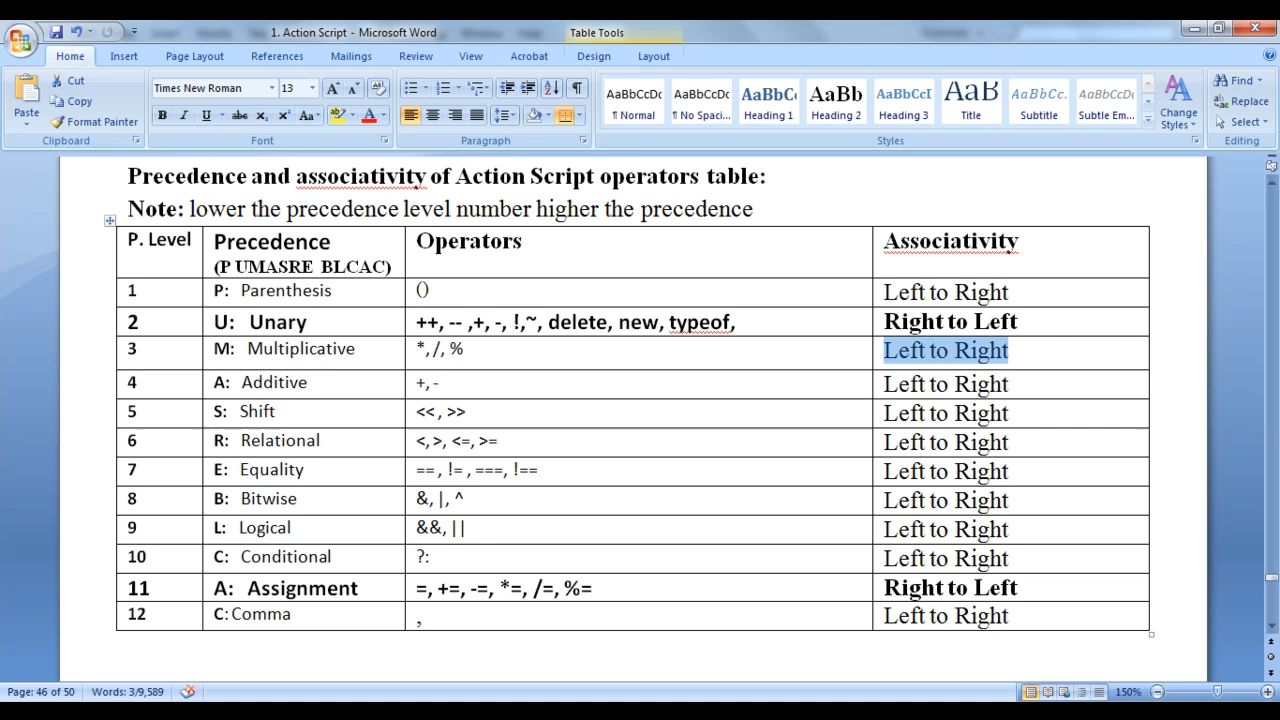 1. Action Script - Microsoft Word
Table Tools
Home Insert Page Layout References Mailings Review View Acrobat Design Layout
Paste
Cut
Copy
Format Painter
Clipboard
Times New Roman 13
Font
Paragraph
AaBbCcDc AaBbCcDc AaBbC AaBb AaBbCcI AaB AaBbCc. AaBbCcDc
¶ Normal ¶ No Spaci... Heading 1 Heading 2 Heading 3 Title Subtitle Subtle Em...
Change Styles
Styles
Find
Replace
Select
Editing
Precedence and associativity of Action Script operators table:
Note: lower the precedence level number higher the precedence
P. Level Precedence Operators Associativity
(P UMASRE BLCAC)
1 P: Parenthesis () Left to Right
2 U: Unary ++, -- ,+, -, !,~, delete, new, typeof, Right to Left
3 M: Multiplicative *, /, % Left to Right
4 A: Additive +, - Left to Right
5 S: Shift << , >> Left to Right
6 R: Relational <, >, <=, >= Left to Right
7 E: Equality == , != , ===, !== Left to Right
8 B: Bitwise &, |, ^ Left to Right
9 L: Logical &&, || Left to Right
10 C: Conditional ?: Left to Right
11 A: Assignment =, +=, -=, *=, /=, %= Right to Left
12 C: Comma , Left to Right
Page: 46 of 50 Words: 3/9,589 150%